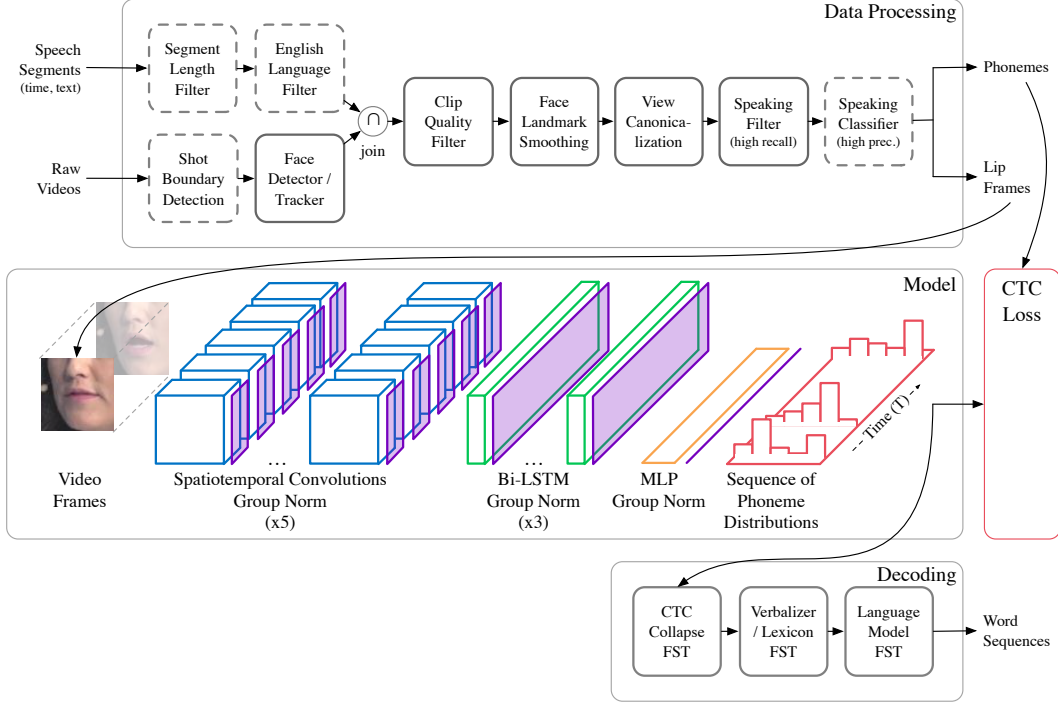 Data Processing
Speech
Segments
(time, text)
Segment
Length
Filter
English
Language
Filter
Raw
Videos
Shot
Boundary
Detection
Face
Detector /
Tracker
∩
join
Clip
Quality
Filter
Face
Landmark
Smoothing
View
Canonica-
lization
Speaking
Filter
(high recall)
Speaking
Classifier
(high prec.)
Phonemes
Lip
Frames
Model
CTC
Loss
Video
Frames
...
Spatiotemporal Convolutions
Group Norm
(x5)
...
Bi-LSTM
Group Norm
(x3)
MLP
Group Norm
Sequence of
Phoneme
Distributions
-- Time (T) --
Decoding
CTC
Collapse
FST
Verbalizer
/ Lexicon
FST
Language
Model
FST
Word
Sequences